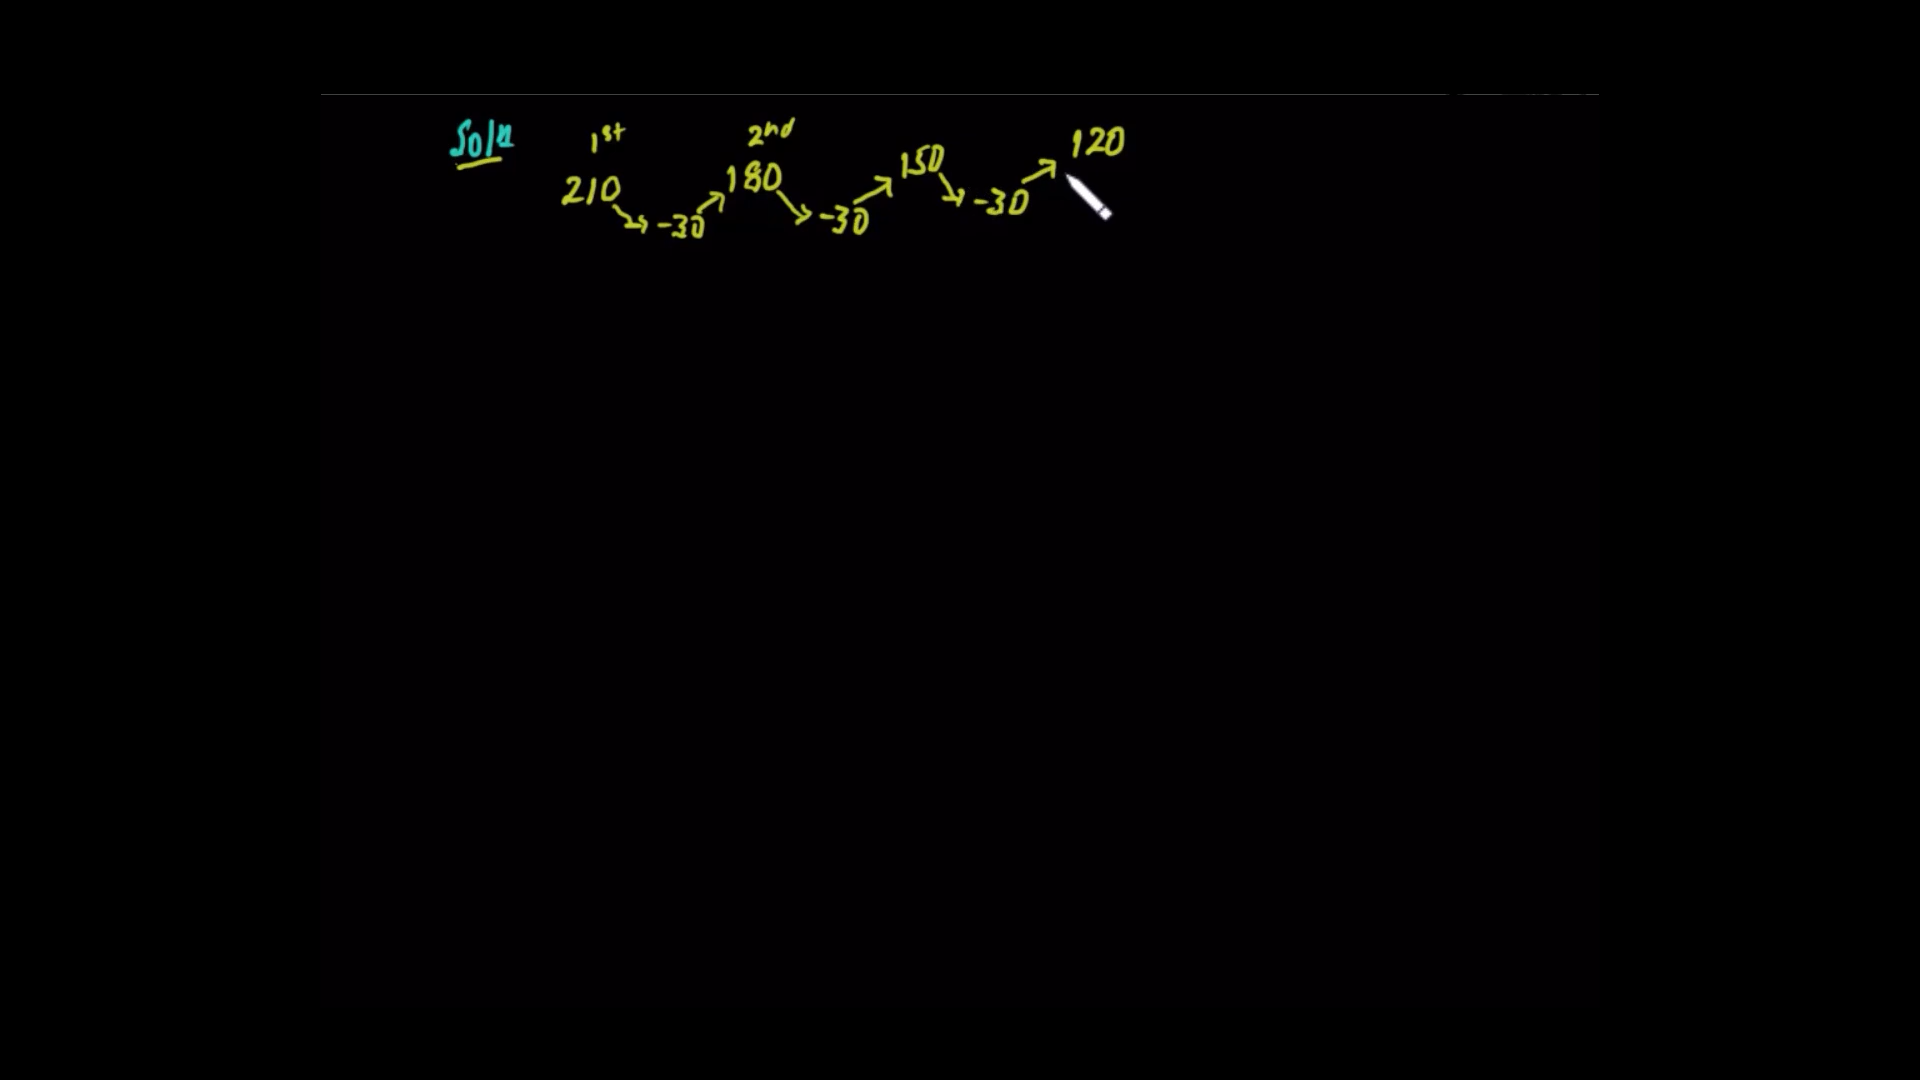 Soln 1st 2nd
210 → -30 → 180 → -30 → 150 → -30 → 120